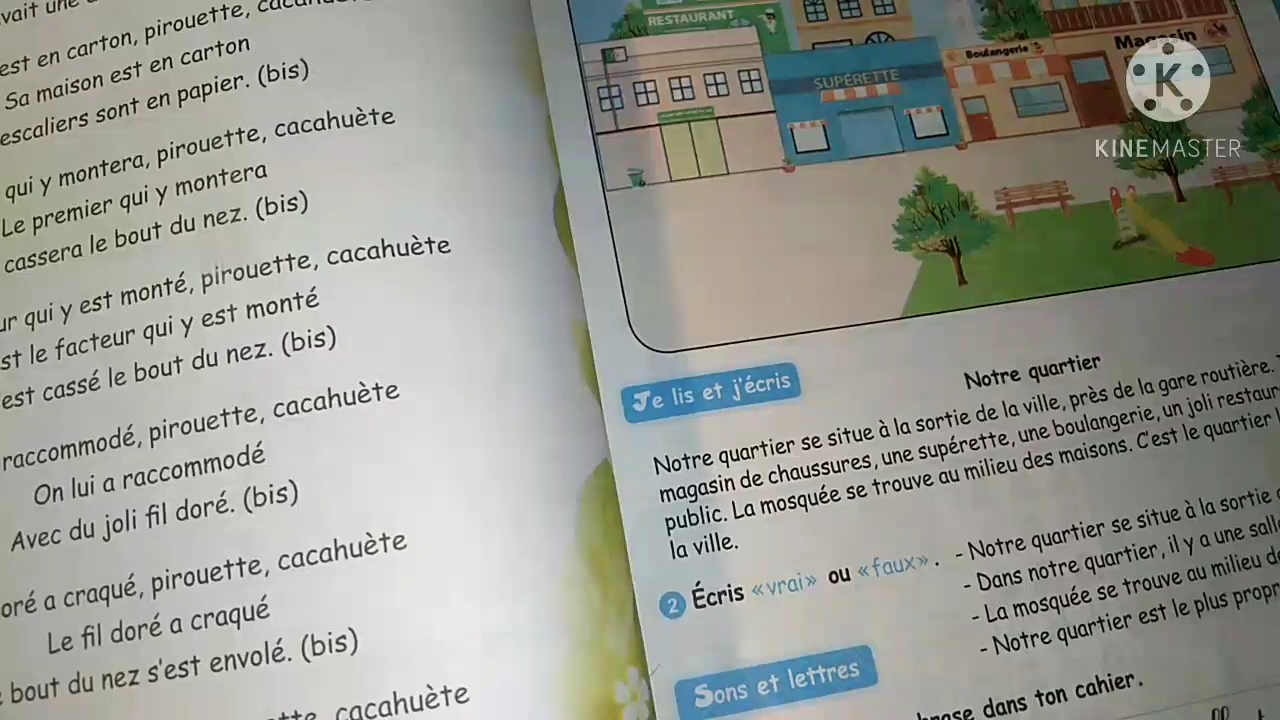 est en carton, pirouette,
Sa maison est en carton
escaliers sont en papier. (bis)
qui y montera, pirouette, cacahuète
Le premier qui y montera
cassera le bout du nez. (bis)
qui y est monté, pirouette, cacahuète
le facteur qui y est monté
est cassé le bout du nez. (bis)
raccommodé, pirouette, cacahuète
On lui a raccommodé
Avec du joli fil doré. (bis)
a craqué, pirouette, cacahuète
Le fil doré a craqué
bout du nez s'est envolé. (bis)
cacahuète
RESTAURANT
SUPÉRETTE
Boulangerie
Magasin
KINEMASTER
Je lis et j'écris
Notre quartier
Notre quartier se situe à la sortie de la ville, près de la gare routière.
magasin de chaussures, une supérette, une boulangerie, un joli
public. La mosquée se trouve au milieu des maisons. C'est le quartier
la ville.
2 Écris «vrai» ou «faux».
- Notre quartier se situe à la sortie
- Dans notre quartier, il y a une
- La mosquée se trouve au milieu
- Notre quartier est le plus
Sons et lettres
dans ton cahier.